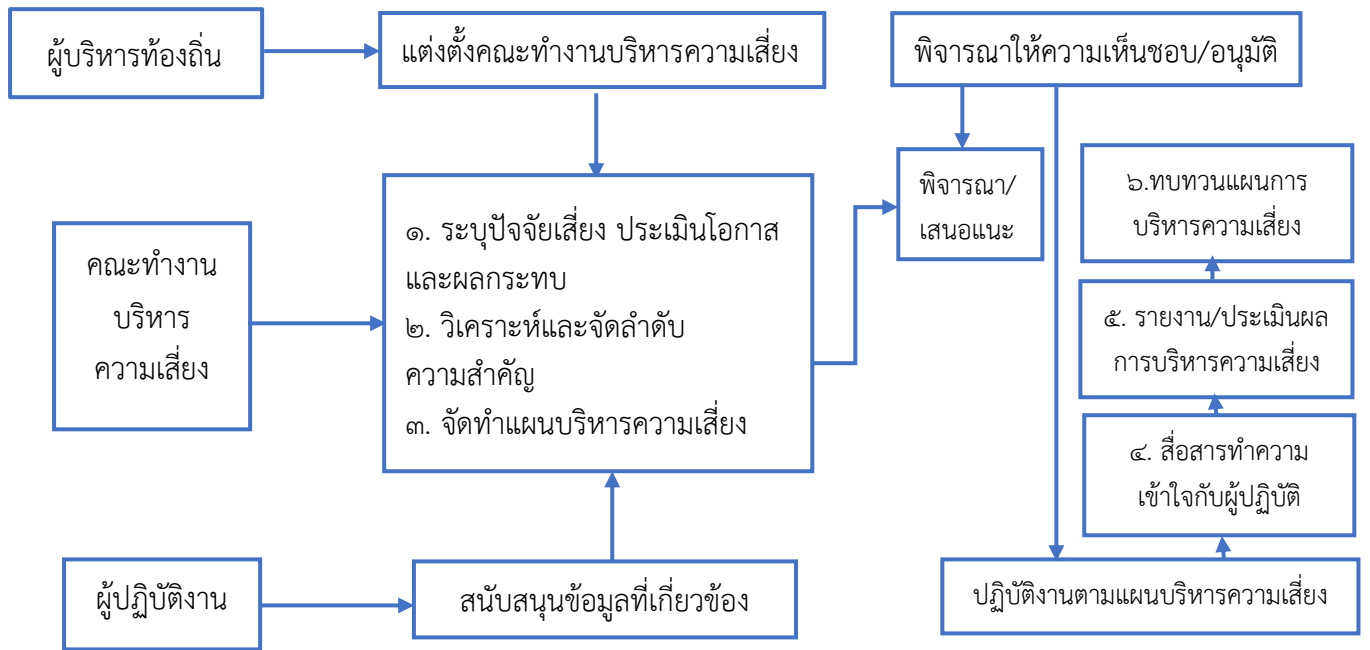 ผู้บริหารท้องถิ่น
แต่งตั้งคณะทำงานบริหารความเสี่ยง
พิจารณาให้ความเห็นชอบ/อนุมัติ
คณะทำงาน
บริหาร
ความเสี่ยง
๑. ระบุปัจจัยเสี่ยง ประเมินโอกาส
และผลกระทบ
๒. วิเคราะห์และจัดลำดับ
ความสำคัญ
๓. จัดทำแผนบริหารความเสี่ยง
พิจารณา/
เสนอแนะ
๖.ทบทวนแผนการ
บริหารความเสี่ยง
๕. รายงาน/ประเมินผล
การบริหารความเสี่ยง
๔. สื่อสารทำความ
เข้าใจกับผู้ปฏิบัติ
ผู้ปฏิบัติงาน
สนับสนุนข้อมูลที่เกี่ยวข้อง
ปฏิบัติงานตามแผนบริหารความเสี่ยง